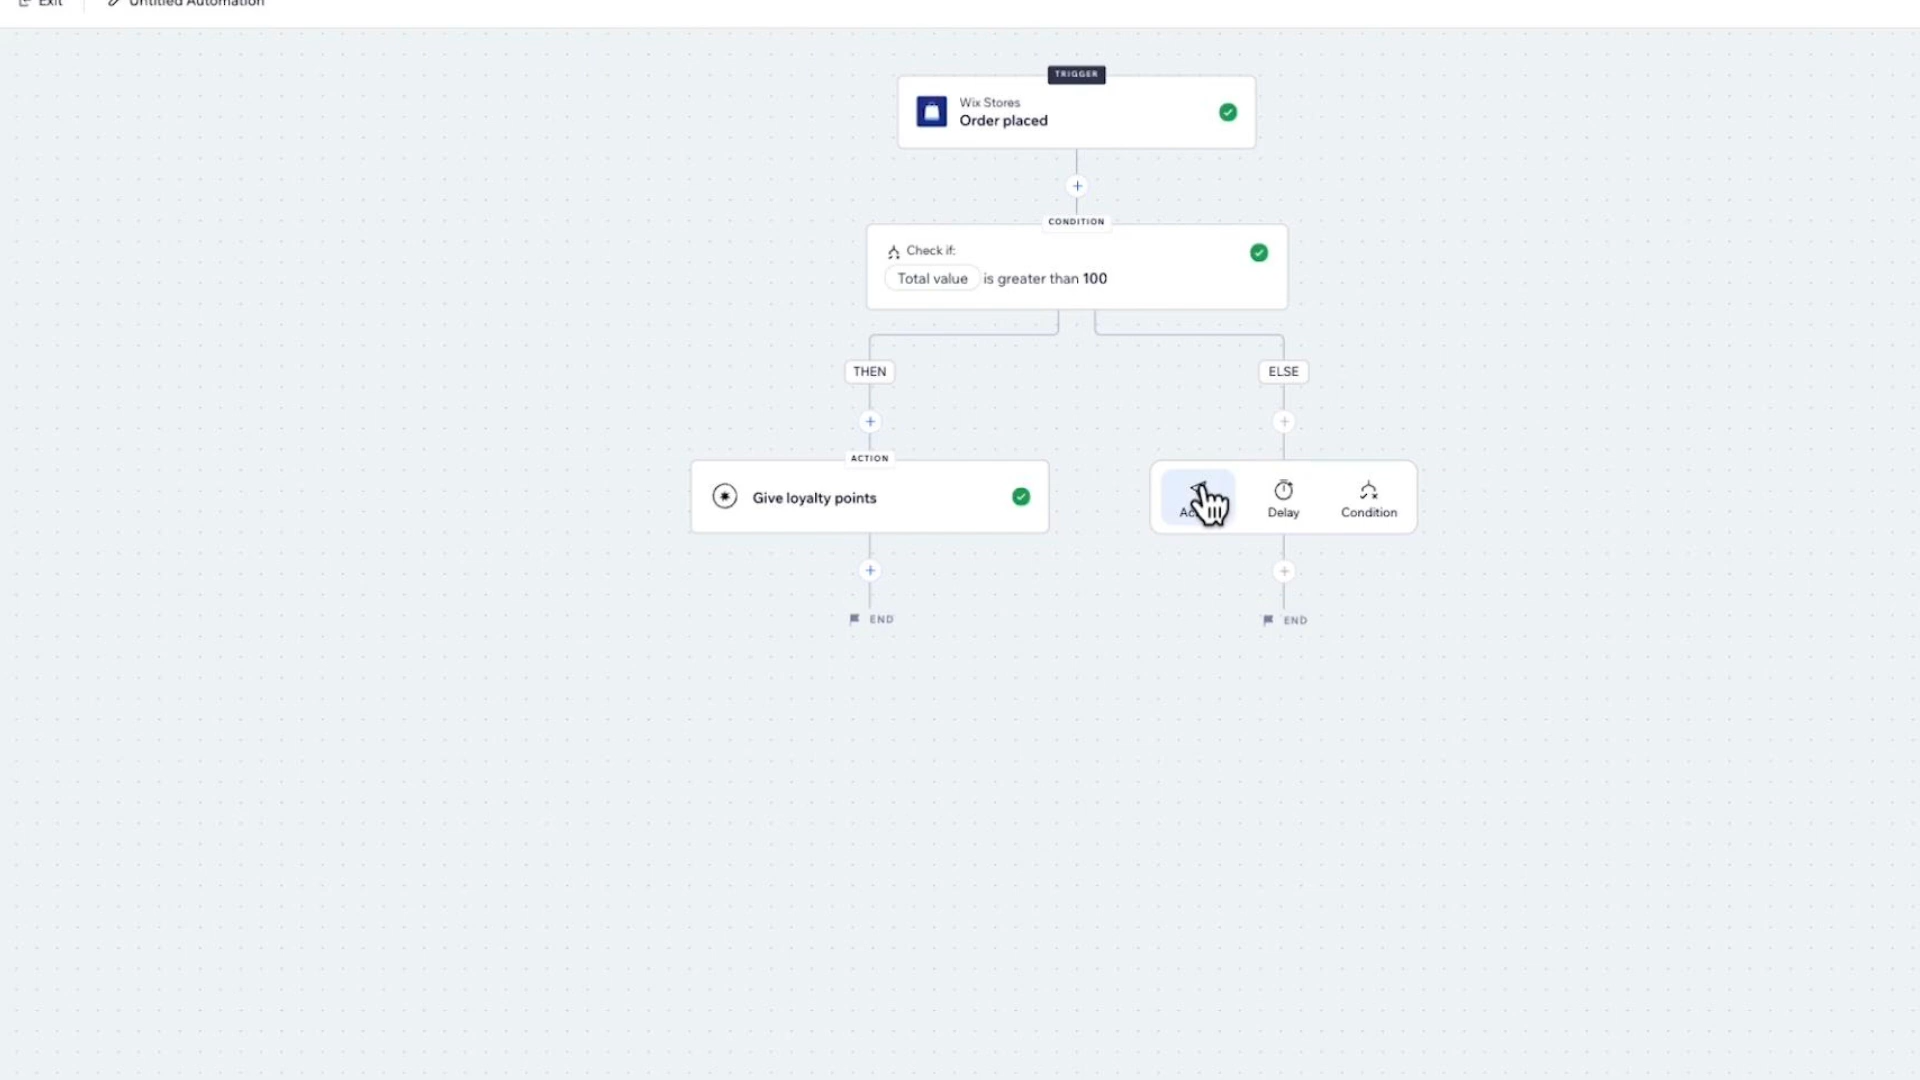 Exit
Untitled Automation
TRIGGER
Wix Stores
Order placed
CONDITION
Check if:
Total value is greater than 100
THEN
ELSE
ACTION
Give loyalty points
Delay
Condition
END
END